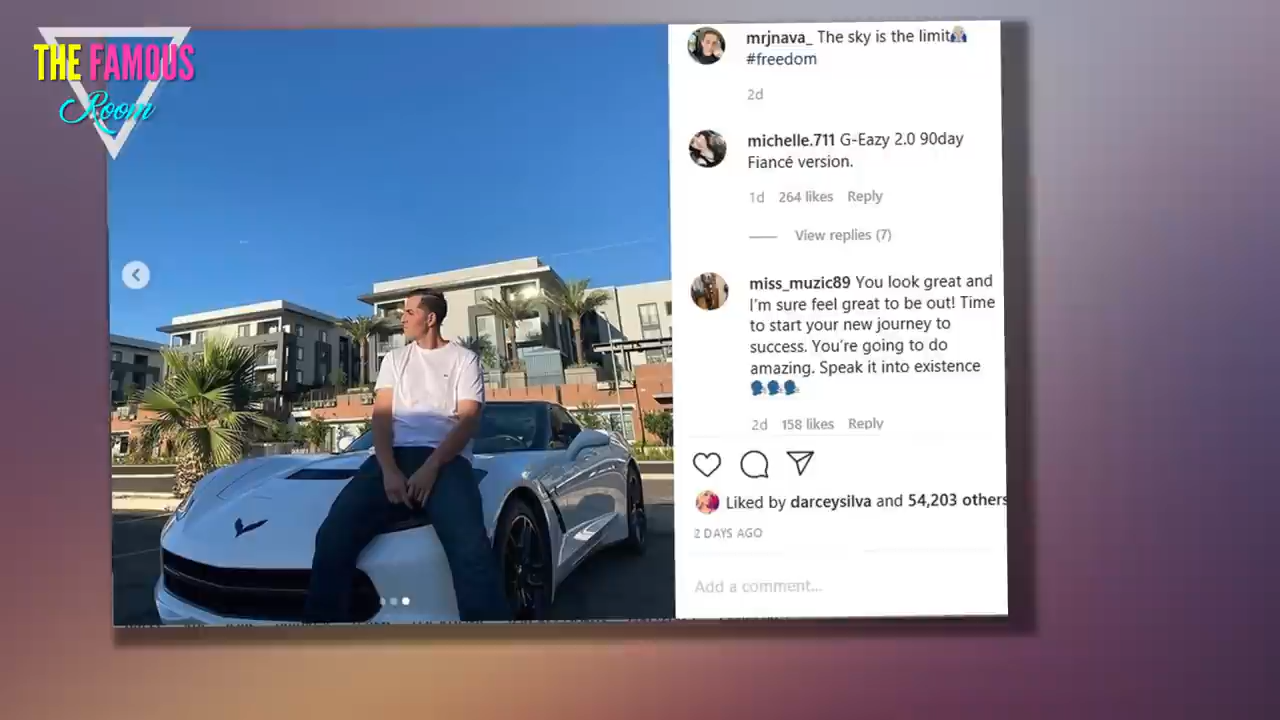 THE FAMOUS
Room
mrjnava_ The sky is the limit
#freedom
2d
michelle.711 G-Eazy 2.0 90day
Fiancé version.
1d 264 likes Reply
View replies (7)
miss_muzic89 You look great and
I'm sure feel great to be out! Time
to start your new journey to
success. You're going to do
amazing. Speak it into existence
🗣🗣🗣
2d 158 likes Reply
Liked by darceysilva and 54,203 others
2 DAYS AGO
Add a comment...